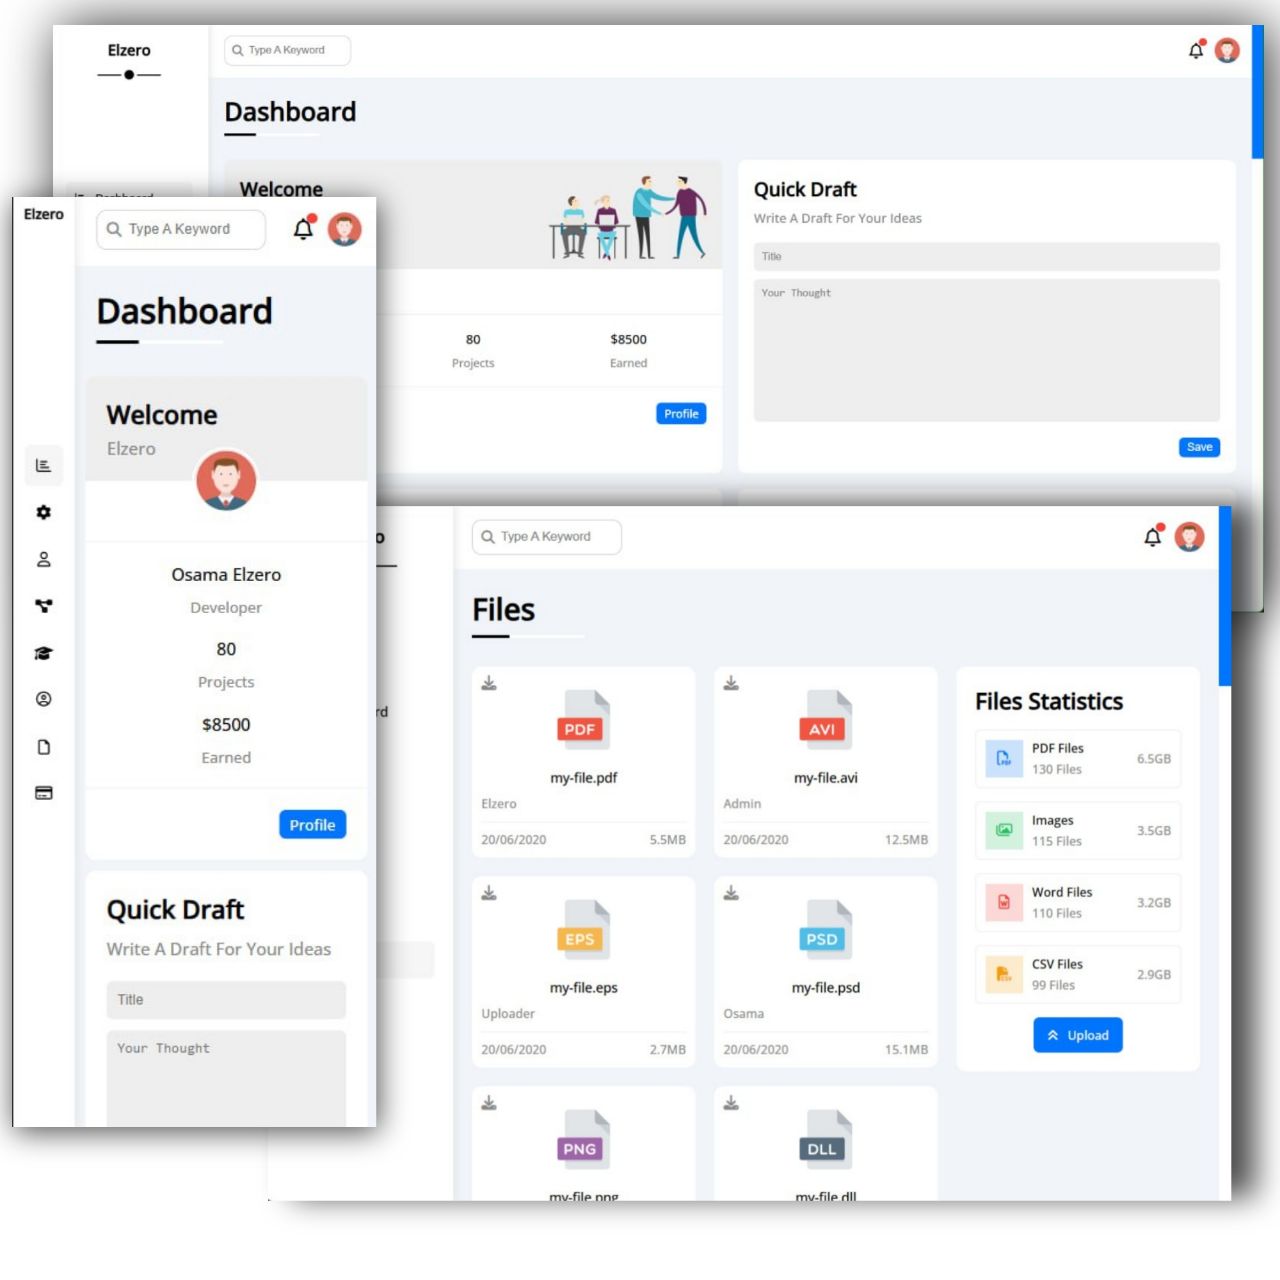 Elzero
Type A Keyword
Dashboard
Welcome
80
Projects
$8500
Earned
Profile
Quick Draft
Write A Draft For Your Ideas
Title
Your Thought
Save
Elzero
Type A Keyword
Dashboard
Welcome
Elzero
Osama Elzero
Developer
80
Projects
$8500
Earned
Profile
Quick Draft
Write A Draft For Your Ideas
Title
Your Thought
o
rd
Type A Keyword
Files
PDF
my-file.pdf
Elzero
20/06/2020 5.5MB
AVI
my-file.avi
Admin
20/06/2020 12.5MB
EPS
my-file.eps
Uploader
20/06/2020 2.7MB
PSD
my-file.psd
Osama
20/06/2020 15.1MB
PNG
my-file.png
DLL
my-file.dll
Files Statistics
PDF Files
130 Files 6.5GB
Images
115 Files 3.5GB
Word Files
110 Files 3.2GB
CSV Files
99 Files 2.9GB
Upload